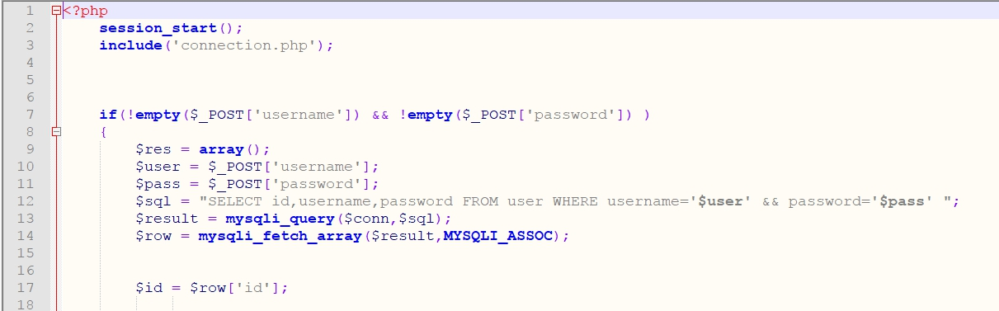 1 <?php
2 session_start();
3 include('connection.php');
4
5
6
7 if(!empty($_POST['username']) && !empty($_POST['password']) )
8 {
9 $res = array();
10 $user = $_POST['username'];
11 $pass = $_POST['password'];
12 $sql = "SELECT id,username,password FROM user WHERE username='$user' && password='$pass' ";
13 $result = mysqli_query($conn,$sql);
14 $row = mysqli_fetch_array($result,MYSQLI_ASSOC);
15
16
17 $id = $row['id'];
18